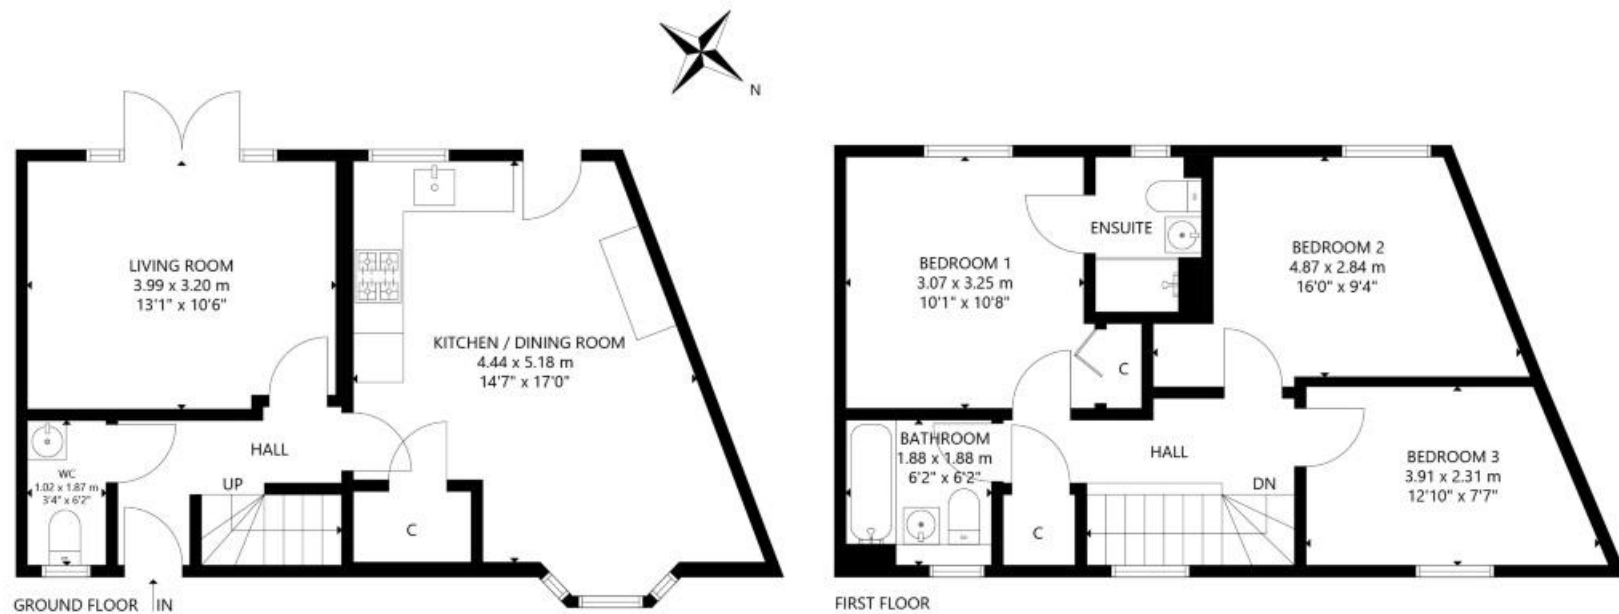 N
LIVING ROOM
3.99 x 3.20 m
13'1" x 10'6"
KITCHEN / DINING ROOM
4.44 x 5.18 m
14'7" x 17'0"
HALL
WC
1.02 x 1.87 m
3'4" x 6'2"
UP
C
GROUND FLOOR
IN
ENSUITE
BEDROOM 1
3.07 x 3.25 m
10'1" x 10'8"
BEDROOM 2
4.87 x 2.84 m
16'0" x 9'4"
C
BATHROOM
1.88 x 1.88 m
6'2" x 6'2"
HALL
BEDROOM 3
3.91 x 2.31 m
12'10" x 7'7"
DN
C
FIRST FLOOR